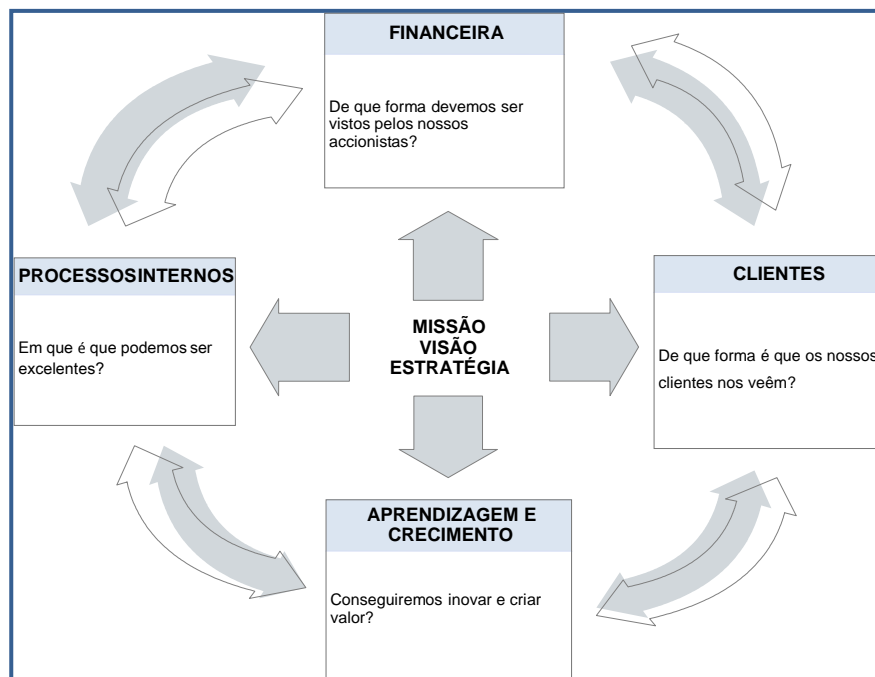 FINANCEIRA
De que forma devemos ser
vistos pelos nossos
accionistas?
PROCESSOSINTERNOS
Em que é que podemos ser
excelentes?
MISSÃO
VISÃO
ESTRATÉGIA
CLIENTES
De que forma é que os nossos
clientes nos veêm?
APRENDIZAGEM E
CRECIMENTO
Conseguiremos inovar e criar
valor?